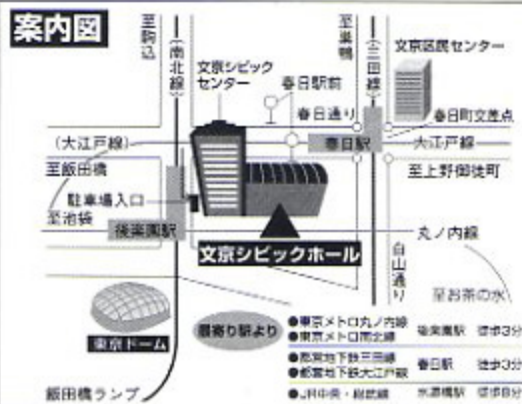 案内図
至駒込
(南北線)
文京シビック
センター
春日駅前
至巣鴨
(三田線)
文京区民センター
春日通り
春日町交差点
(大江戸線)
春日駅
大江戸線
至飯田橋
至上野御徒町
駐車場入口
至池袋
後楽園駅
丸ノ内線
文京シビックホール
白山通り
至お茶の水
東京ドーム
飯田橋ランプ
最寄り駅より
●東京メトロ丸ノ内線
●東京メトロ南北線
後楽園駅 徒歩3分
●都営地下鉄三田線
●都営地下鉄大江戸線
春日駅 徒歩3分
●JR中央・総武線 水道橋駅 徒歩8分